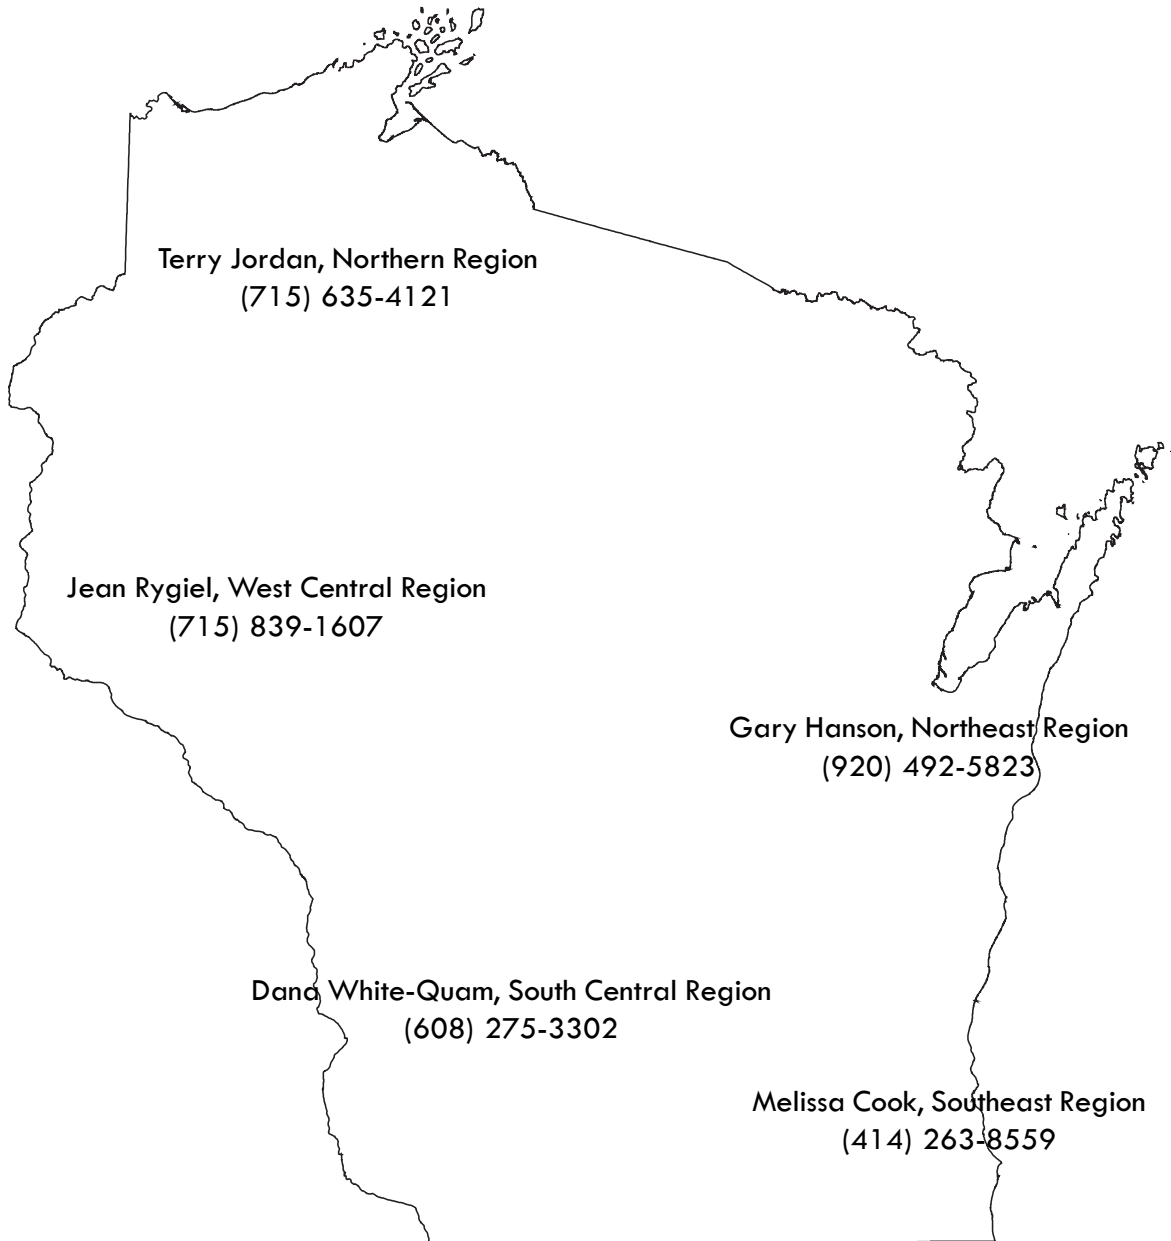 Terry Jordan, Northern Region
(715) 635-4121
Jean Rygiel, West Central Region
(715) 839-1607
Gary Hanson, Northeast Region
(920) 492-5823
Dana White-Quam, South Central Region
(608) 275-3302
Melissa Cook, Southeast Region
(414) 263-8559